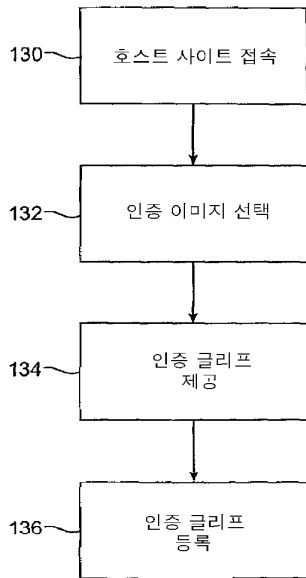 130
호스트 사이트 접속
132
인증 이미지 선택
134
인증 글리프
제공
136
인증 글리프
등록